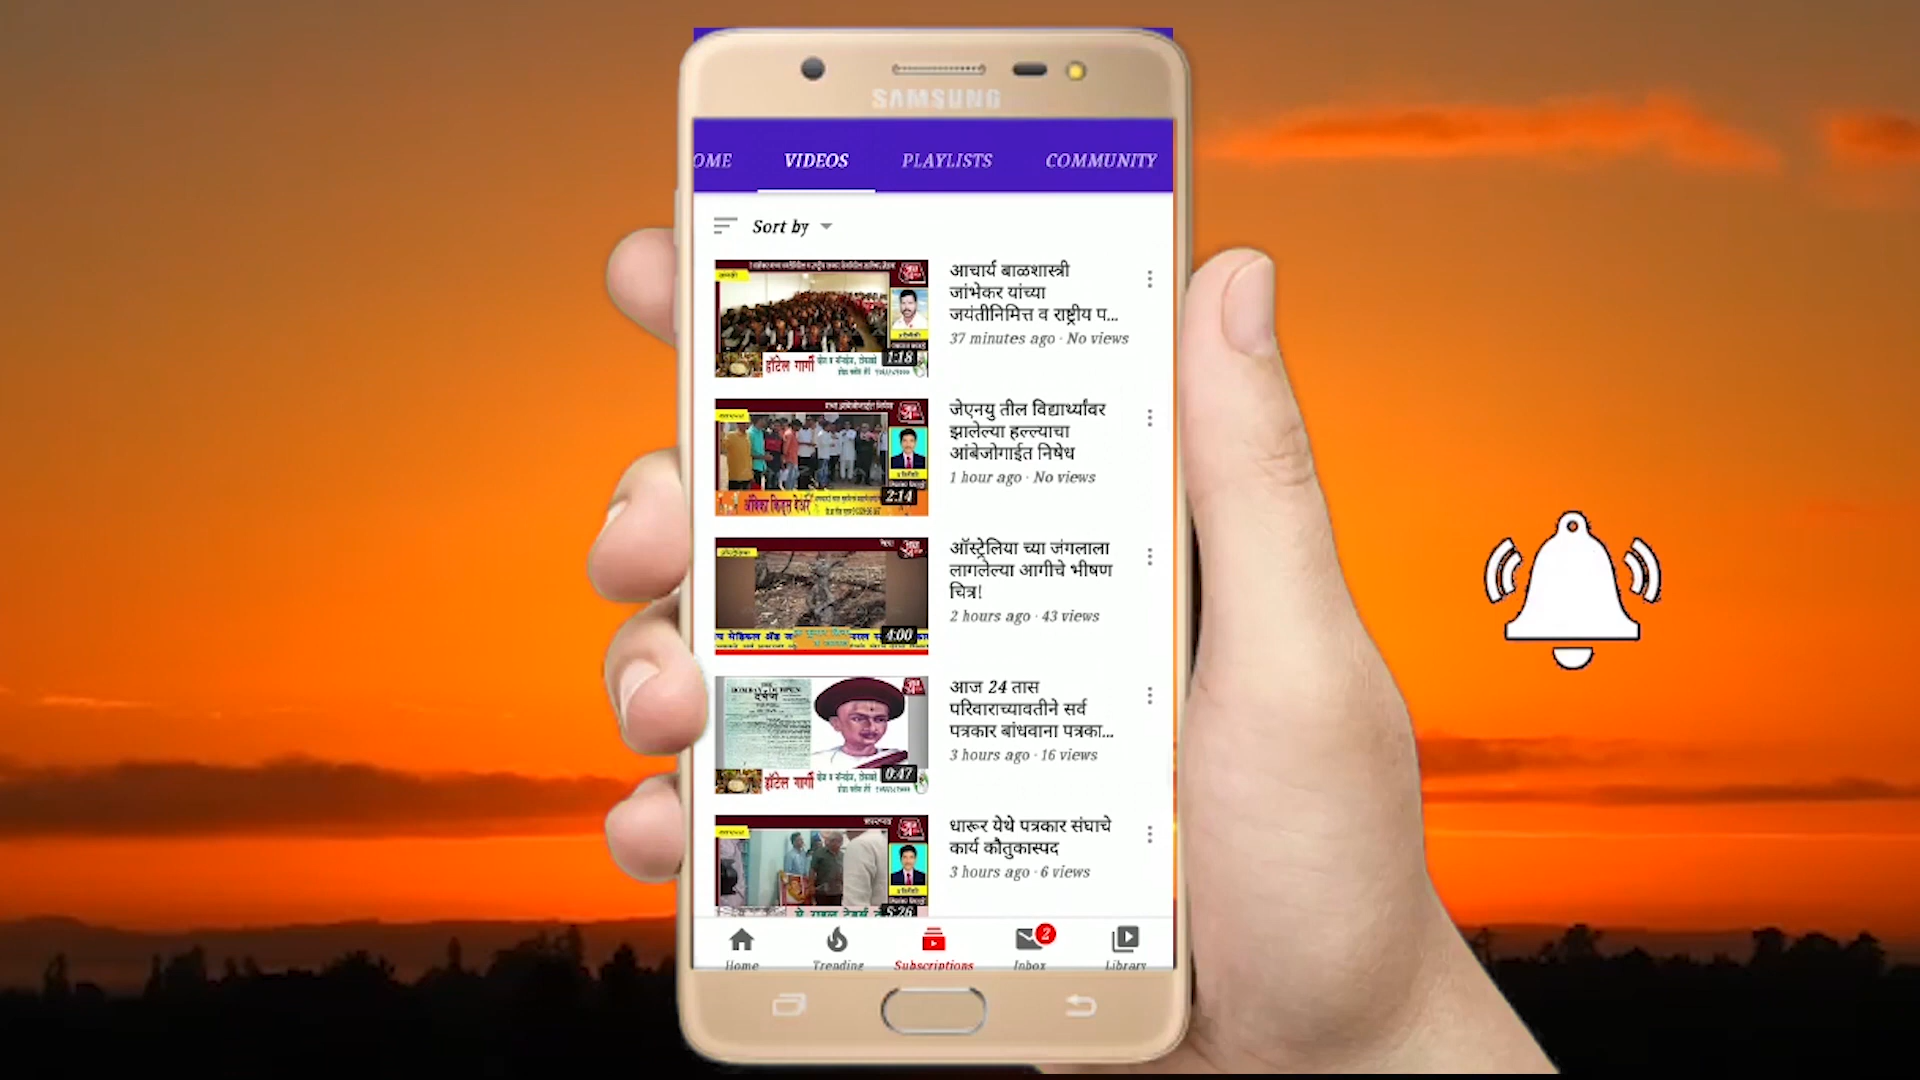 SAMSUNG
OME VIDEOS PLAYLISTS COMMUNITY
Sort by
आचार्य बाळशास्त्री
जांभेकर यांच्या
जयंतीनिमित्त व राष्ट्रीय प...
37 minutes ago · No views
1:18
हॉटेल गार्गी
जेएनयु तील विद्यार्थ्यांवर
झालेल्या हल्ल्याचा
आंबेजोगाईत निषेध
1 hour ago · No views
2:14
अंबिका किड्स वेअर
ऑस्ट्रेलिया च्या जंगलाला
लागलेल्या आगीचे भीषण
चित्र!
2 hours ago · 43 views
4:00
आज 24 तास
परिवाराच्यावतीने सर्व
पत्रकार बांधवाना पत्रका...
3 hours ago · 16 views
0:47
हॉटेल गार्गी
धारूर येथे पत्रकार संघाचे
कार्य कौतुकास्पद
3 hours ago · 6 views
5:26
2
Home Trending Subscriptions Inbox Library